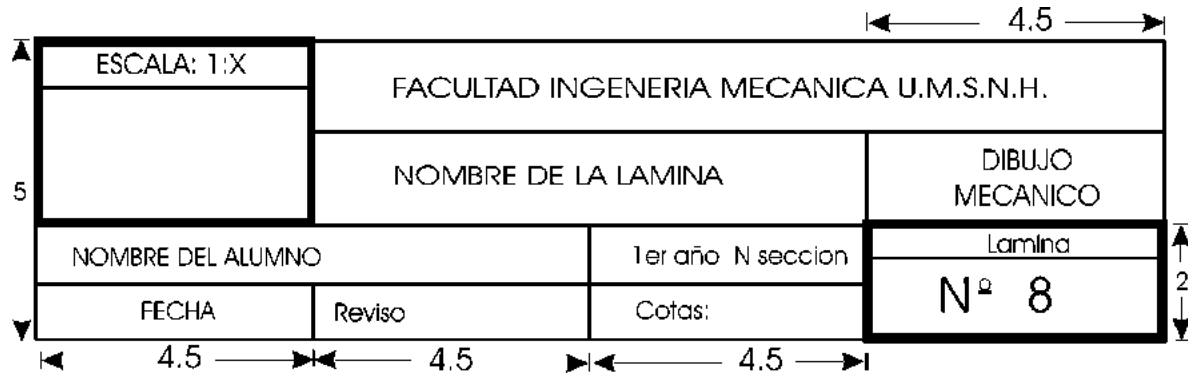 4.5
ESCALA: 1:X
FACULTAD INGENERIA MECANICA U.M.S.N.H.
5
NOMBRE DE LA LAMINA
DIBUJO
MECANICO
NOMBRE DEL ALUMNO
1er año N seccion
Lamina
Nº 8
2
FECHA
Reviso
Cotas:
4.5
4.5
4.5